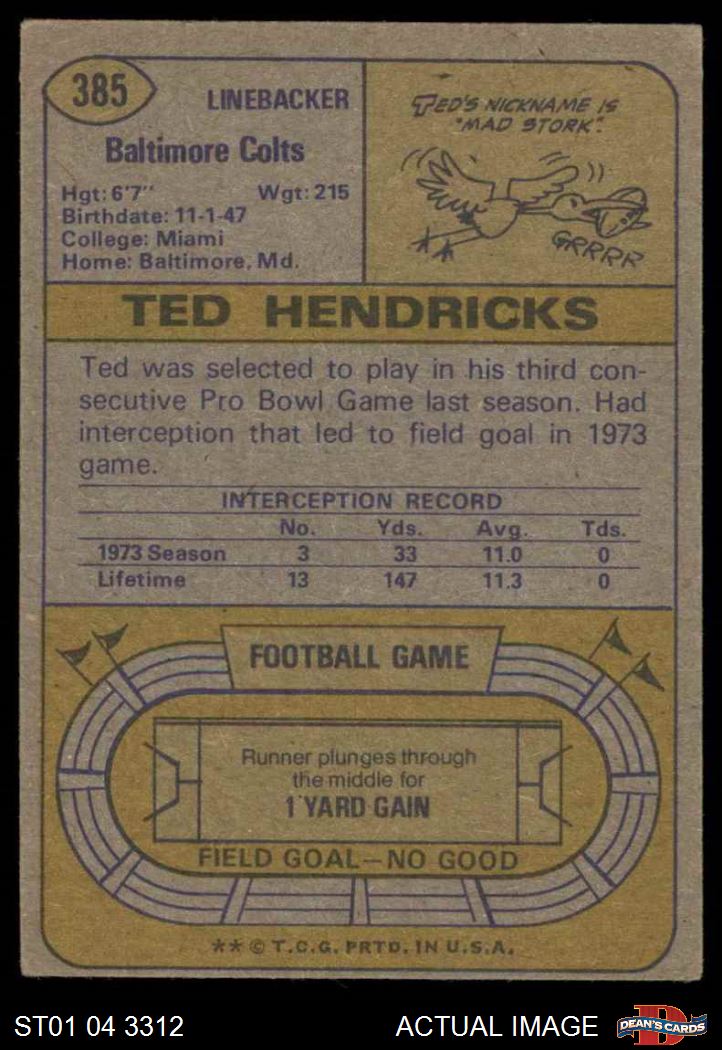 385
LINEBACKER
Baltimore Colts
Hgt: 6'7" Wgt: 215
Birthdate: 11-1-47
College: Miami
Home: Baltimore, Md.
TED'S NICKNAME IS
"MAD STORK".
GRRRR
TED HENDRICKS
Ted was selected to play in his third con-
secutive Pro Bowl Game last season. Had
interception that led to field goal in 1973
game.
INTERCEPTION RECORD
No. Yds. Avg. Tds.
1973 Season 3 33 11.0 0
Lifetime 13 147 11.3 0
FOOTBALL GAME
Runner plunges through
the middle for
1 YARD GAIN
FIELD GOAL—NO GOOD
** © T.C.G. PRTD. IN U.S.A.
ST01 04 3312 ACTUAL IMAGE
D
DEAN'S CARDS